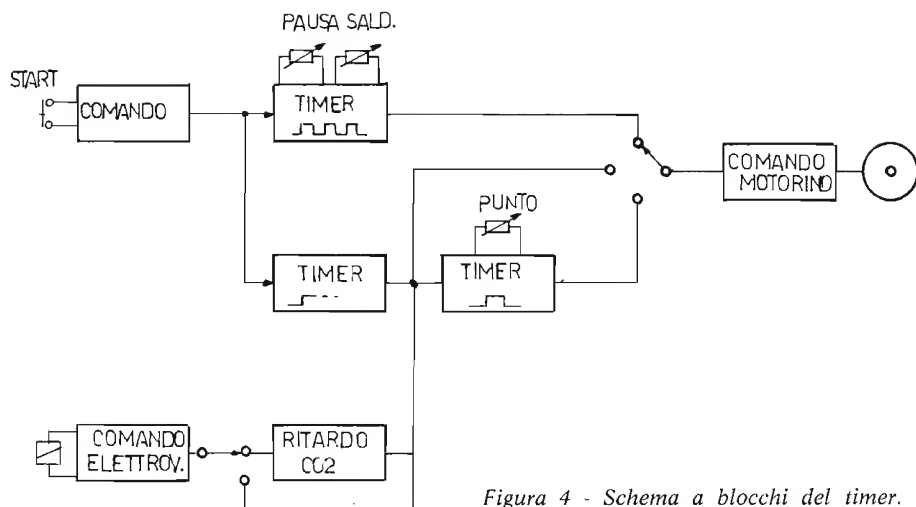 PAUSA SALD.
START
COMANDO
TIMER
COMANDO
MOTORINO
PUNTO
TIMER
TIMER
COMANDO
ELETTROV.
RITARDO
CO2
Figura 4 - Schema a blocchi del timer.